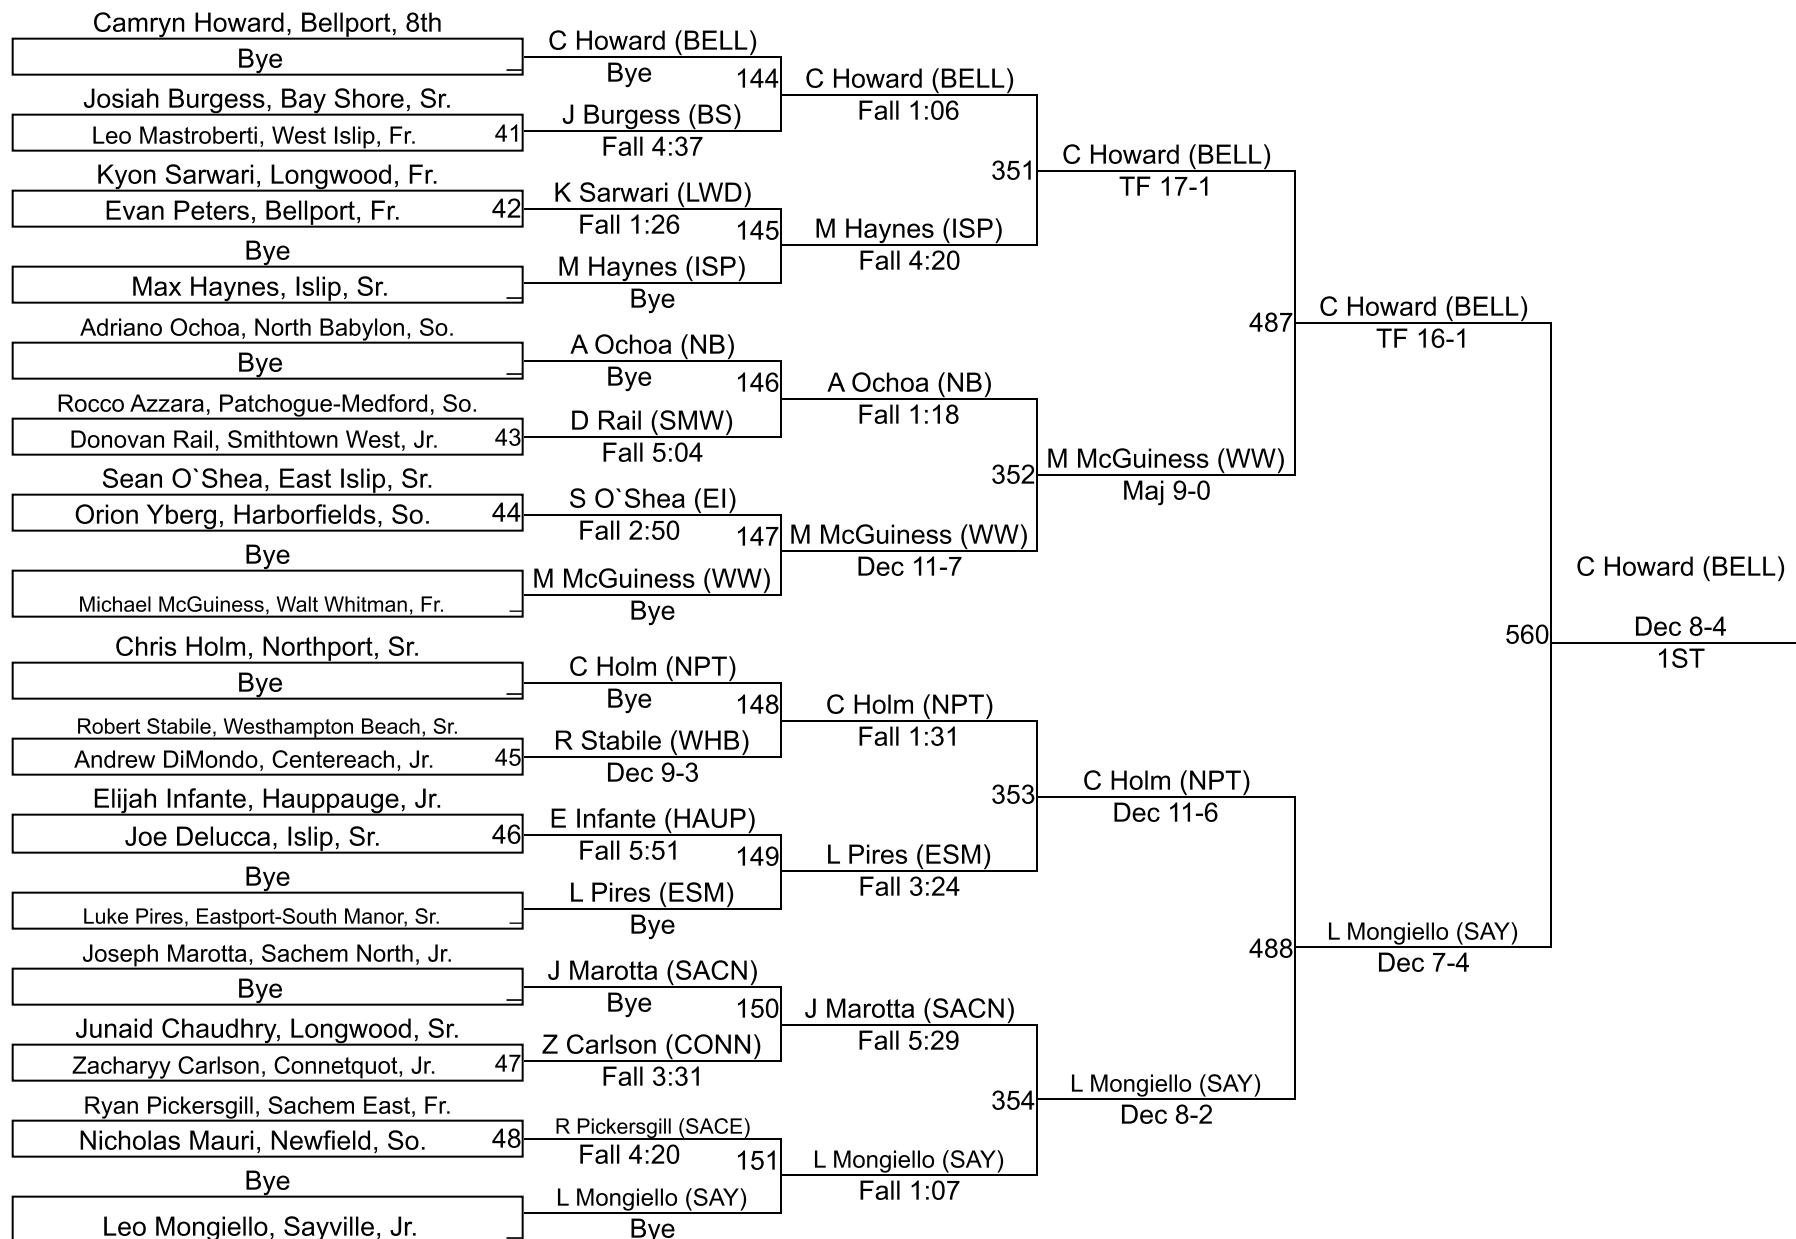 Camryn Howard, Bellport, 8th
Bye _
Josiah Burgess, Bay Shore, Sr.
Leo Mastroberti, West Islip, Fr. 41
Kyon Sarwari, Longwood, Fr.
Evan Peters, Bellport, Fr. 42
Bye
Max Haynes, Islip, Sr. _
Adriano Ochoa, North Babylon, So.
Bye _
Rocco Azzara, Patchogue-Medford, So.
Donovan Rail, Smithtown West, Jr. 43
Sean O`Shea, East Islip, Sr.
Orion Yberg, Harborfields, So. 44
Bye
Michael McGuiness, Walt Whitman, Fr. _
Chris Holm, Northport, Sr.
Bye _
Robert Stabile, Westhampton Beach, Sr.
Andrew DiMondo, Centereach, Jr. 45
Elijah Infante, Hauppauge, Jr.
Joe Delucca, Islip, Sr. 46
Bye
Luke Pires, Eastport-South Manor, Sr. _
Joseph Marotta, Sachem North, Jr.
Bye _
Junaid Chaudhry, Longwood, Sr.
Zacharyy Carlson, Connetquot, Jr. 47
Ryan Pickersgill, Sachem East, Fr.
Nicholas Mauri, Newfield, So. 48
Bye
Leo Mongiello, Sayville, Jr. _
C Howard (BELL)
Bye 144
J Burgess (BS)
Fall 4:37
K Sarwari (LWD)
Fall 1:26 145
M Haynes (ISP)
Bye
A Ochoa (NB)
Bye 146
D Rail (SMW)
Fall 5:04
S O`Shea (EI)
Fall 2:50 147
M McGuiness (WW)
Bye
C Holm (NPT)
Bye 148
R Stabile (WHB)
Dec 9-3
E Infante (HAUP)
Fall 5:51 149
L Pires (ESM)
Bye
J Marotta (SACN)
Bye 150
Z Carlson (CONN)
Fall 3:31
R Pickersgill (SACE)
Fall 4:20 151
L Mongiello (SAY)
Bye
C Howard (BELL)
Fall 1:06
351
M Haynes (ISP)
Fall 4:20
A Ochoa (NB)
Fall 1:18
352
M McGuiness (WW)
Dec 11-7
C Holm (NPT)
Fall 1:31
353
L Pires (ESM)
Fall 3:24
J Marotta (SACN)
Fall 5:29
354
L Mongiello (SAY)
Fall 1:07
C Howard (BELL)
TF 17-1
487
M McGuiness (WW)
Maj 9-0
C Holm (NPT)
Dec 11-6
488
L Mongiello (SAY)
Dec 8-2
C Howard (BELL)
TF 16-1
560
L Mongiello (SAY)
Dec 7-4
C Howard (BELL)
Dec 8-4
1ST